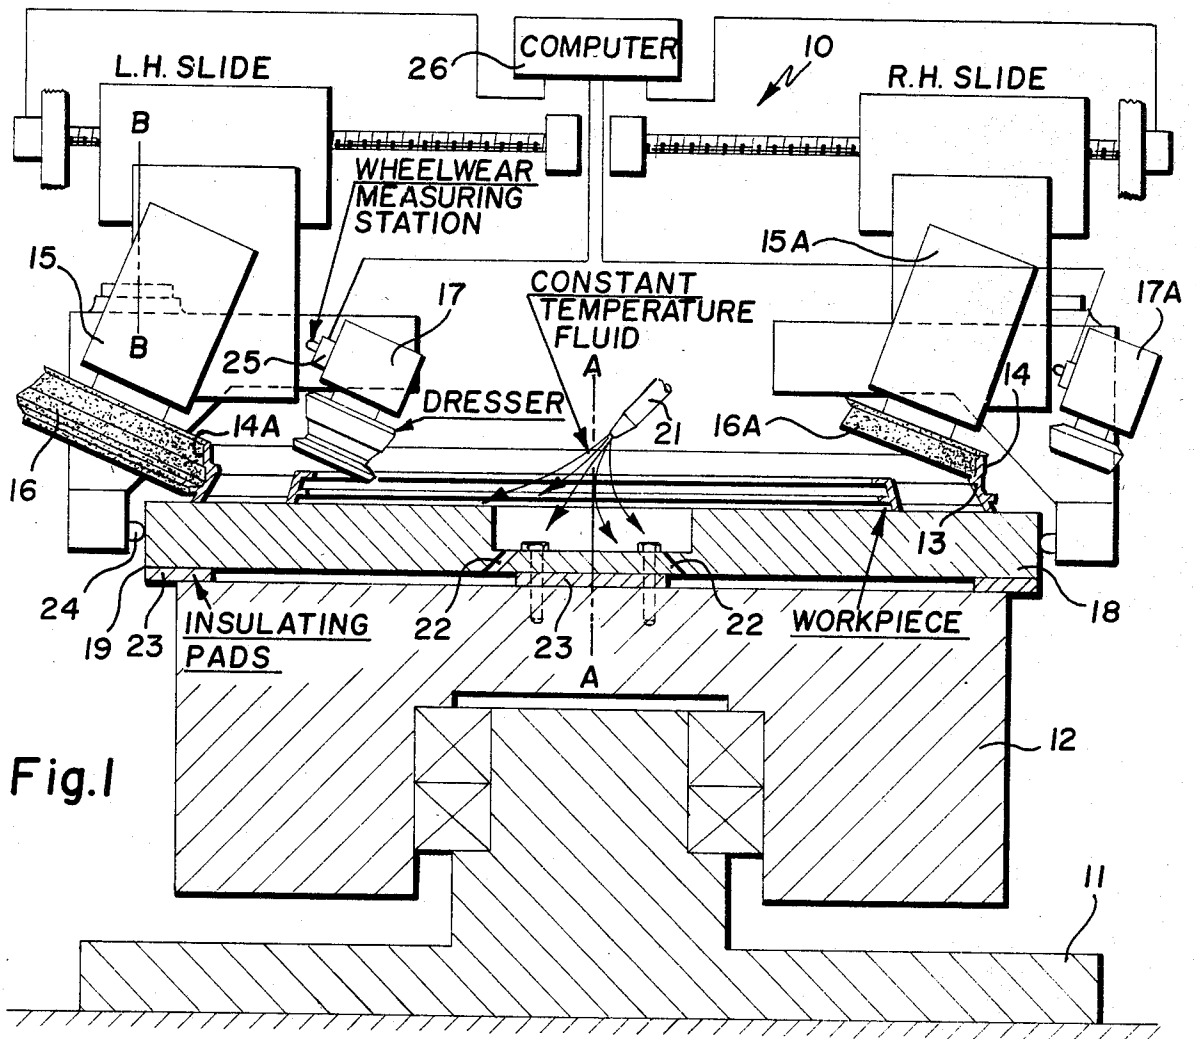 COMPUTER
26
10
L.H. SLIDE
R.H. SLIDE
B
WHEELWEAR
MEASURING
STATION
15
15A
17
17A
CONSTANT
TEMPERATURE
FLUID
B
25
A
14
DRESSER
21
16A
14A
16
13
24
22
22
18
19
23
INSULATING
PADS
23
WORKPIECE
A
12
Fig.1
11